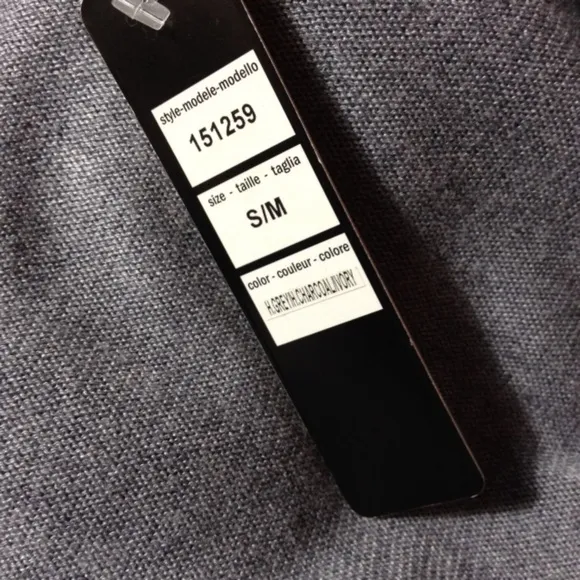 style-modele-modello
151259
size - taille - taglia
S/M
color - couleur - colore
H.GREY/H.CHARCOAL/IVORY